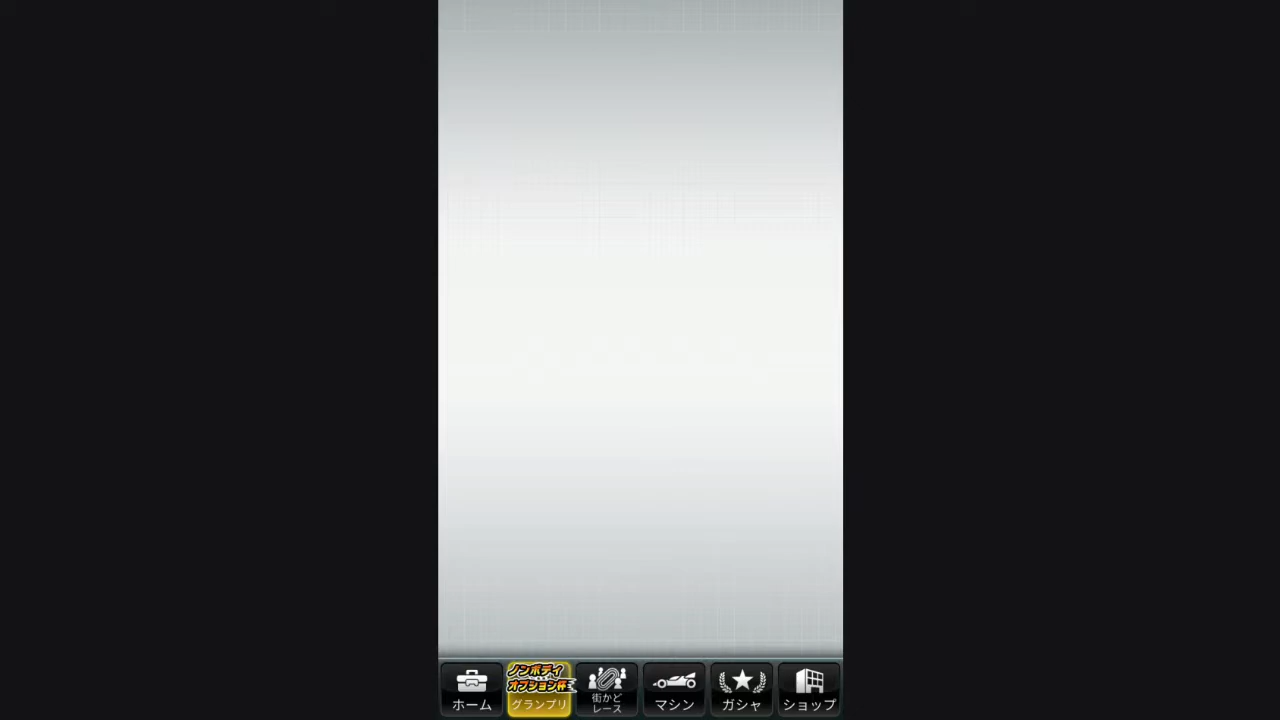 ホーム
ノンボディ
オプション杯
グランプリ
街かど
レース
マシン
ガシャ
ショップ